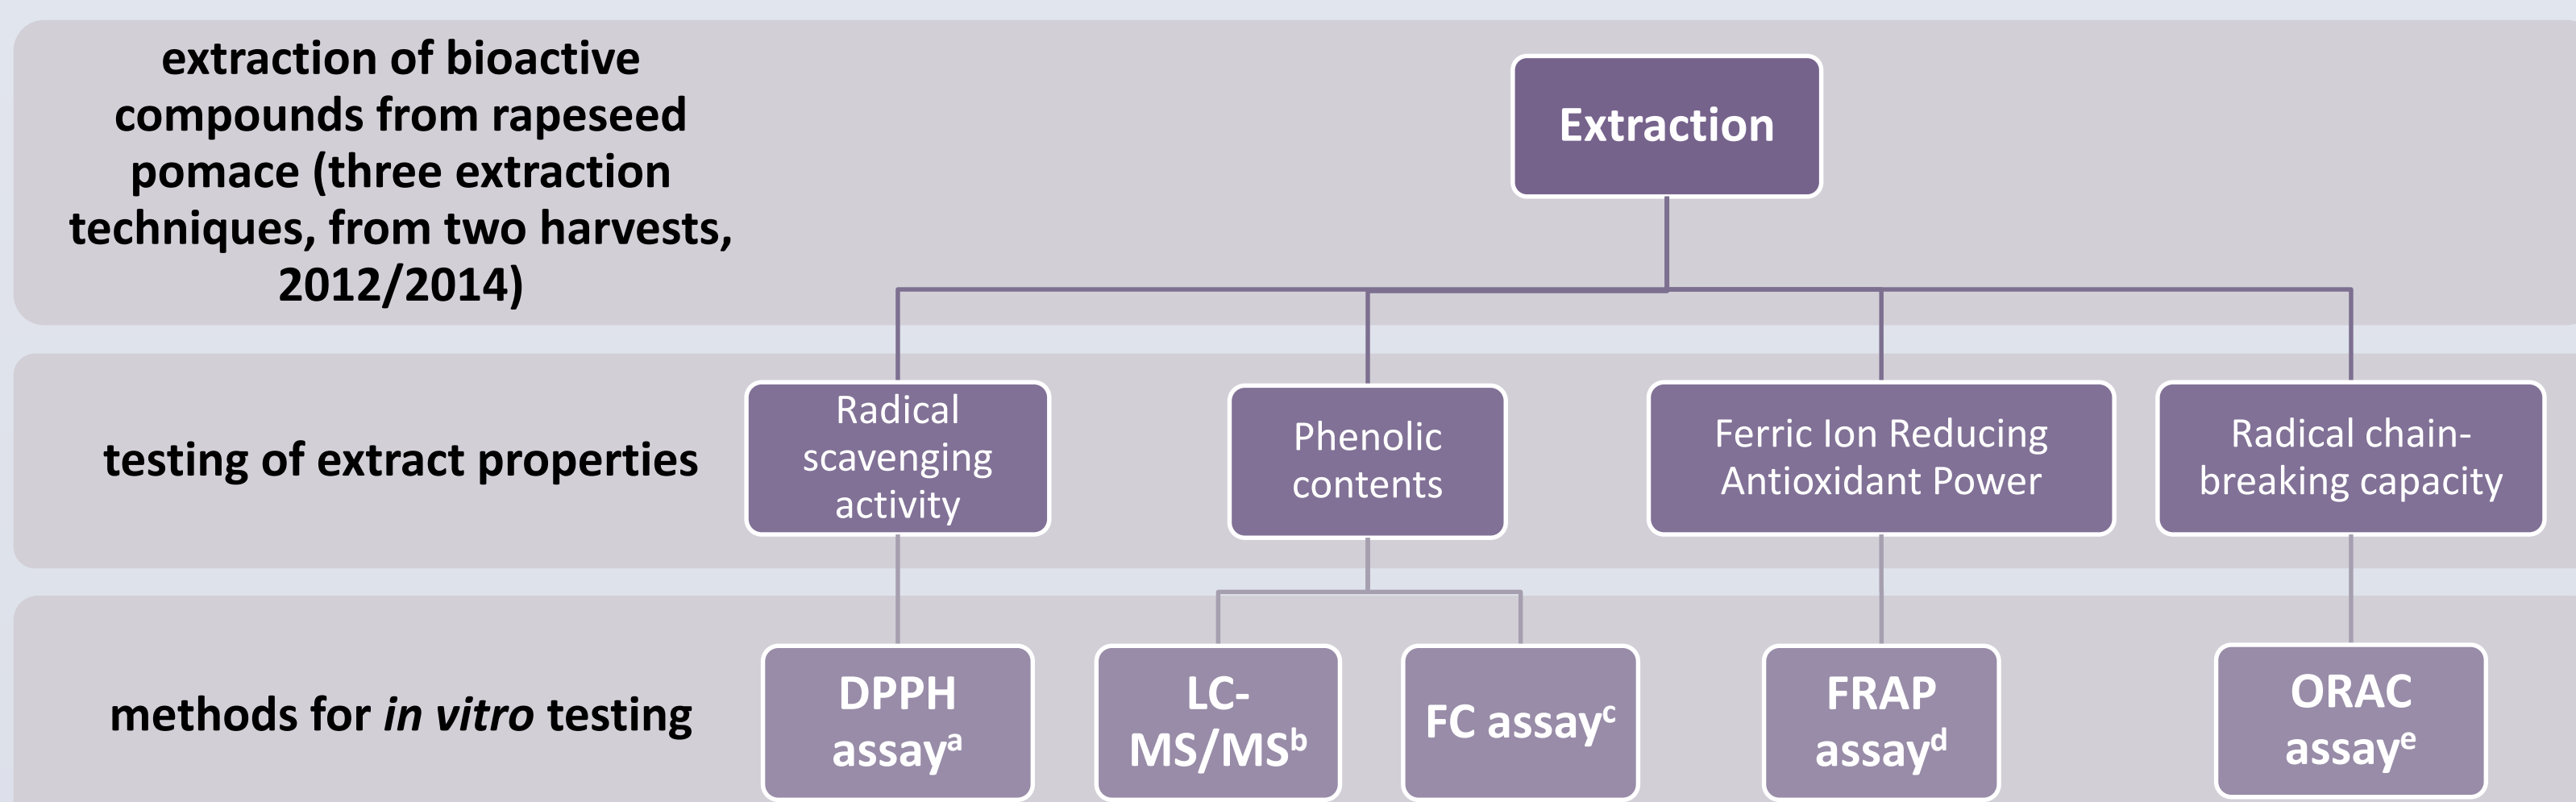 extraction of bioactive
compounds from rapeseed
pomace (three extraction
techniques, from two harvests,
2012/2014)
Extraction
testing of extract properties
Radical
scavenging
activity
Phenolic
contents
Ferric Ion Reducing
Antioxidant Power
Radical chain-
breaking capacity
methods for in vitro testing
DPPH
assayᵃ
LC-
MS/MSᵇ
FC assayᶜ
FRAP
assayᵈ
ORAC
assayᵉ